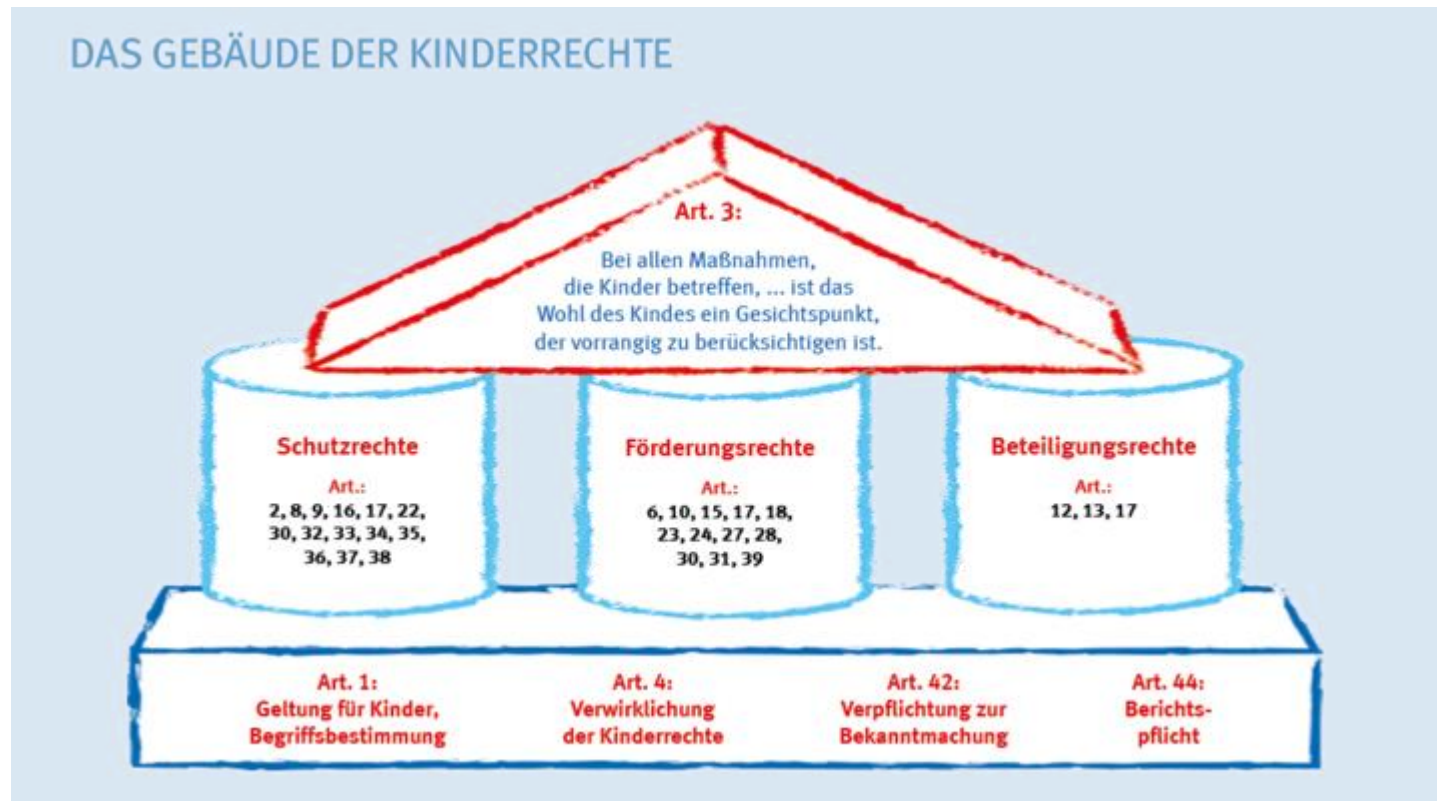 DAS GEBÄUDE DER KINDERRECHTE
Art. 3:
Bei allen Maßnahmen,
die Kinder betreffen, ... ist das
Wohl des Kindes ein Gesichtspunkt,
der vorrangig zu berücksichtigen ist.
Schutzrechte
Art.:
2, 8, 9, 16, 17, 22,
30, 32, 33, 34, 35,
36, 37, 38
Förderungsrechte
Art.:
6, 10, 15, 17, 18,
23, 24, 27, 28,
30, 31, 39
Beteiligungsrechte
Art.:
12, 13, 17
Art. 1:
Geltung für Kinder,
Begriffsbestimmung
Art. 4:
Verwirklichung
der Kinderrechte
Art. 42:
Verpflichtung zur
Bekanntmachung
Art. 44:
Berichts-
pflicht